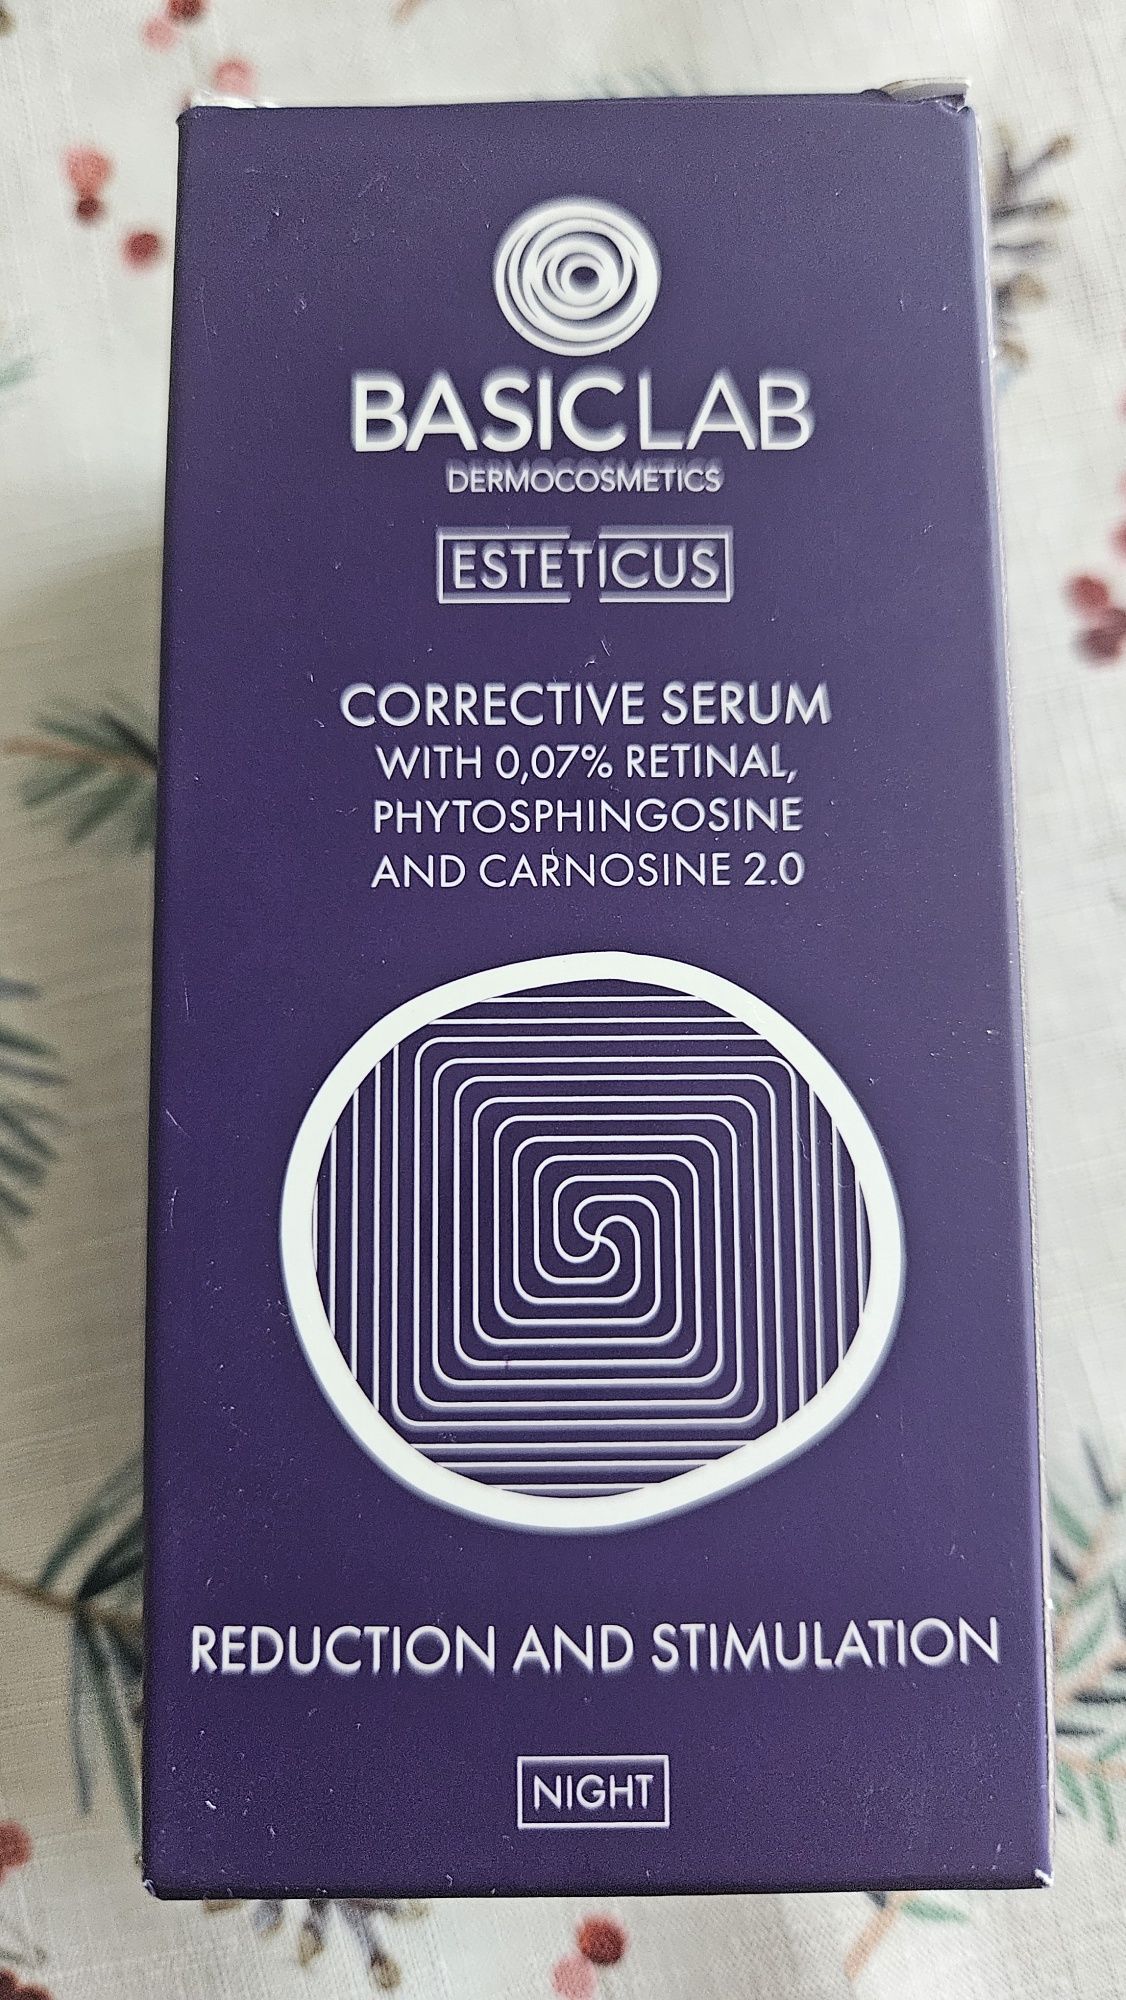 BASICLAB
DERMOCOSMETICS
ESTETICUS
CORRECTIVE SERUM
WITH 0,07% RETINAL,
PHYTOSPHINGOSINE
AND CARNOSINE 2.0
REDUCTION AND STIMULATION
NIGHT